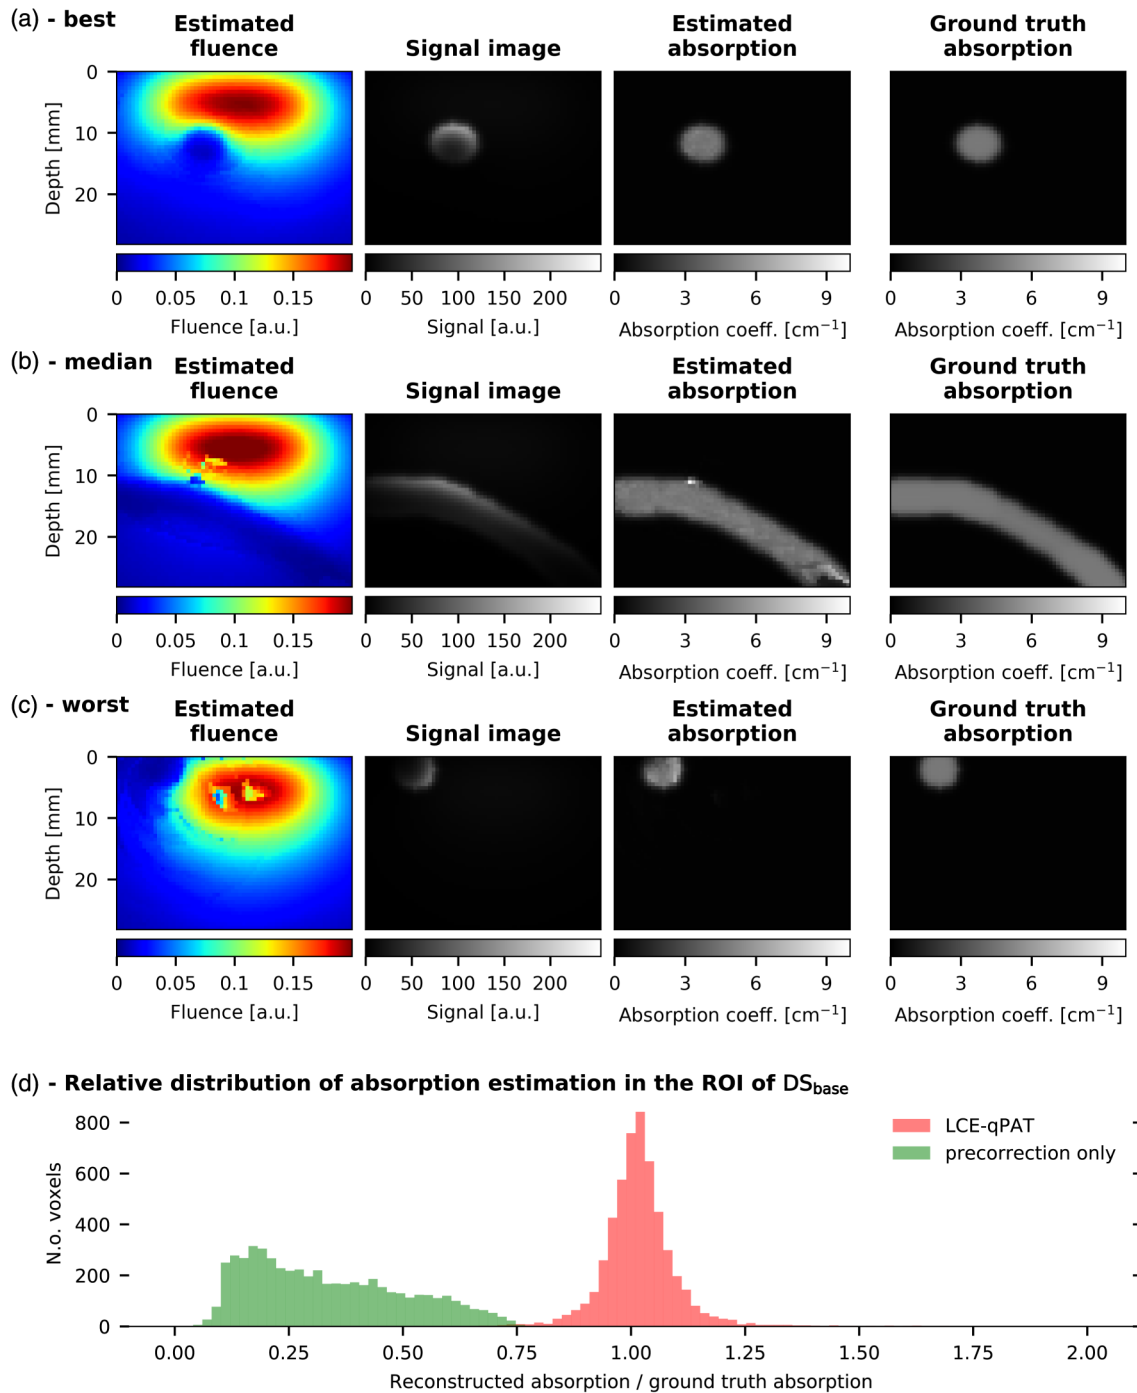 (a) - best
Estimated fluence
Signal image
Estimated absorption
Ground truth absorption
Depth [mm]
0
10
20
0 0.05 0.1 0.15
0 50 100 150 200
0 3 6 9
0 3 6 9
Fluence [a.u.]
Signal [a.u.]
Absorption coeff. [cm⁻¹]
Absorption coeff. [cm⁻¹]
(b) - median
Estimated fluence
Signal image
Estimated absorption
Ground truth absorption
Depth [mm]
0
10
20
0 0.05 0.1 0.15
0 50 100 150 200
0 3 6 9
0 3 6 9
Fluence [a.u.]
Signal [a.u.]
Absorption coeff. [cm⁻¹]
Absorption coeff. [cm⁻¹]
(c) - worst
Estimated fluence
Signal image
Estimated absorption
Ground truth absorption
Depth [mm]
0
10
20
0 0.05 0.1 0.15
0 50 100 150 200
0 3 6 9
0 3 6 9
Fluence [a.u.]
Signal [a.u.]
Absorption coeff. [cm⁻¹]
Absorption coeff. [cm⁻¹]
(d) - Relative distribution of absorption estimation in the ROI of DSbase
N.o. voxels
800
600
400
200
0
LCE-qPAT
precorrection only
0.00 0.25 0.50 0.75 1.00 1.25 1.50 1.75 2.00
Reconstructed absorption / ground truth absorption